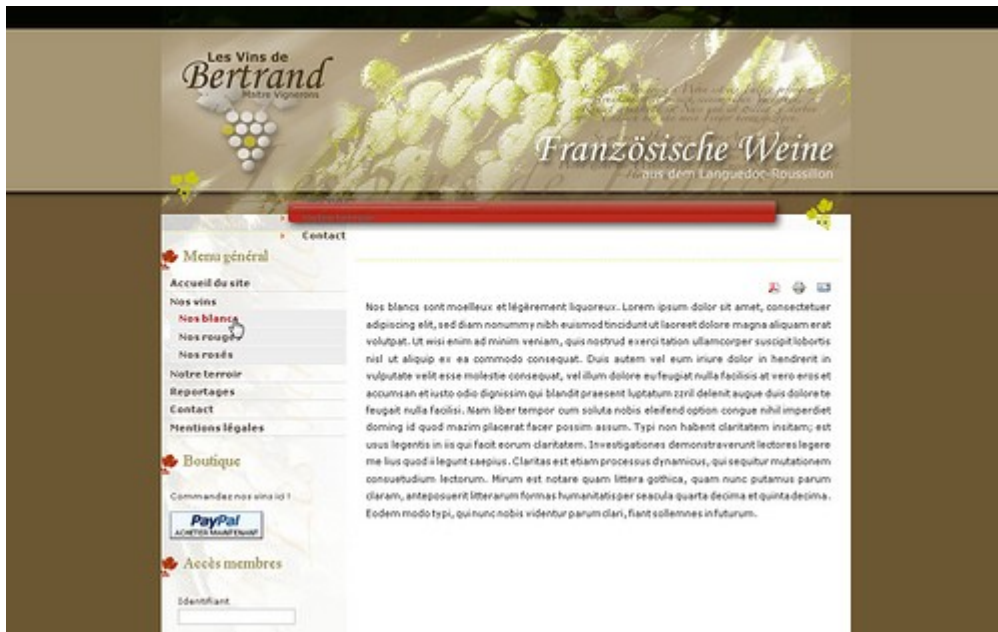 Les Vins de
Bertrand
Maître Vignerons
Französische Weine
aus dem Languedoc-Roussillon
Notre terroir
Contact
Menu général
Accueil du site
Nos vins
Nos blancs
Nos rouges
Nos rosés
Notre terroir
Reportages
Contact
Mentions légales
Boutique
Commandez nos vins ici !
PayPal
ACHETER MAINTENANT
Accès membres
Identifiant
Nos blancs sont moelleux et légèrement liquoreux. Lorem ipsum dolor sit amet, consectetuer
adipiscing elit, sed diam nonummy nibh euismod tincidunt ut laoreet dolore magna aliquam erat
volutpat. Ut wisi enim ad minim veniam, quis nostrud exerci tation ullamcorper suscipit lobortis
nisl ut aliquip ex ea commodo consequat. Duis autem vel eum iriure dolor in hendrerit in
vulputate velit esse molestie consequat, vel illum dolore eu feugiat nulla facilisis at vero eros et
accumsan et iusto odio dignissim qui blandit praesent luptatum zzril delenit augue duis dolore te
feugait nulla facilisi. Nam liber tempor cum soluta nobis eleifend option congue nihil imperdiet
doming id quod mazim placerat facer possim assum. Typi non habent claritatem insitam; est
usus legentis in iis qui facit eorum claritatem. Investigationes demonstraverunt lectores legere
me lius quod ii legunt saepius. Claritas est etiam processus dynamicus, qui sequitur mutationem
consuetudium lectorum. Mirum est notare quam littera gothica, quam nunc putamus parum
claram, anteposuerit litterarum formas humanitatis per seacula quarta decima et quinta decima.
Eodem modo typi, qui nunc nobis videntur parum clari, fiant sollemnes in futurum.